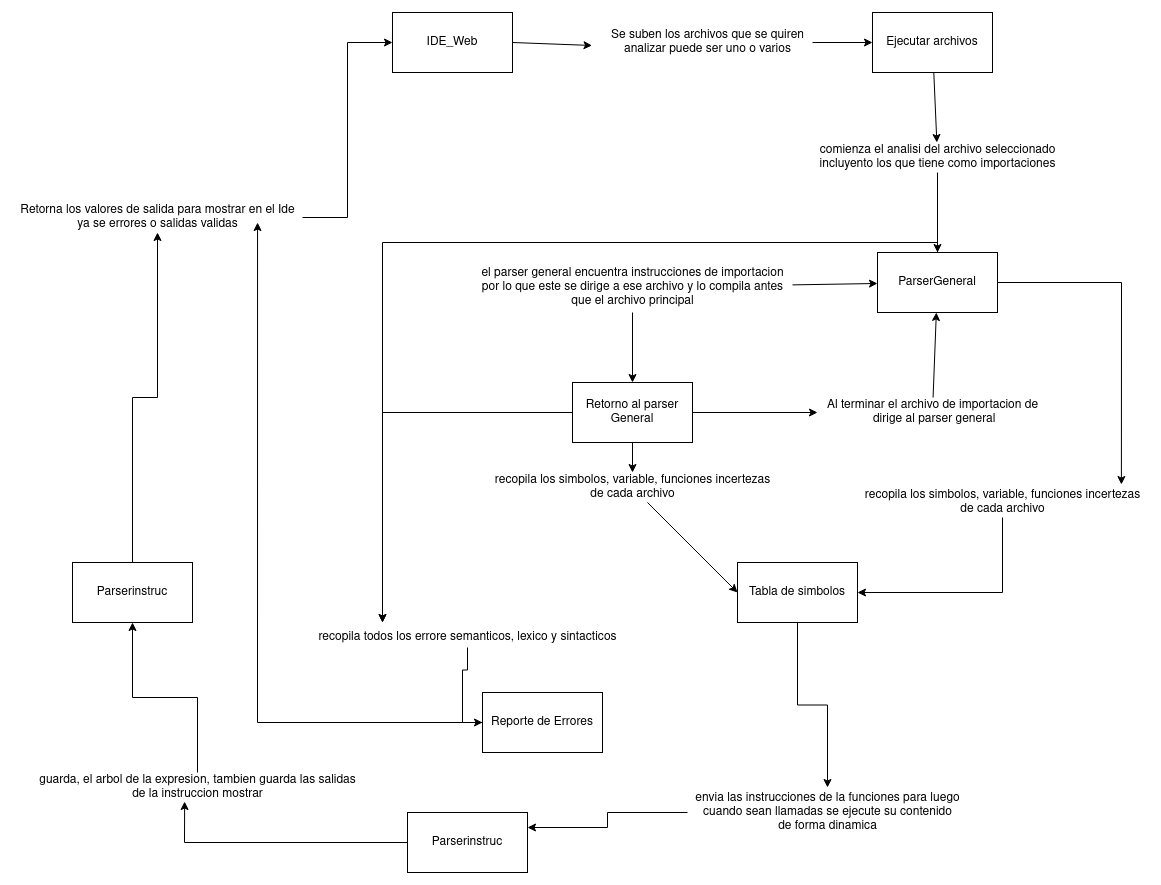 IDE_Web
Se suben los archivos que se quiren
analizar puede ser uno o varios
Ejecutar archivos
comienza el analisi del archivo seleccionado
incluyento los que tiene como importaciones
Retorna los valores de salida para mostrar en el Ide
ya se errores o salidas validas
el parser general encuentra instrucciones de importacion
por lo que este se dirige a ese archivo y lo compila antes
que el archivo principal
ParserGeneral
Retorno al parser
General
Al terminar el archivo de importacion de
dirige al parser general
recopila los simbolos, variable, funciones incertezas
de cada archivo
recopila los simbolos, variable, funciones incertezas
de cada archivo
Parserinstruc
Tabla de simbolos
recopila todos los errore semanticos, lexico y sintacticos
Reporte de Errores
guarda, el arbol de la expresion, tambien guarda las salidas
de la instruccion mostrar
envia las instrucciones de la funciones para luego
cuando sean llamadas se ejecute su contenido
de forma dinamica
Parserinstruc